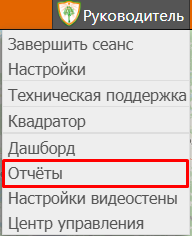 Руководитель
Завершить сеанс
Настройки
Техническая поддержка
Квадратор
Дашборд
Отчёты
Настройки видеостены
Центр управления